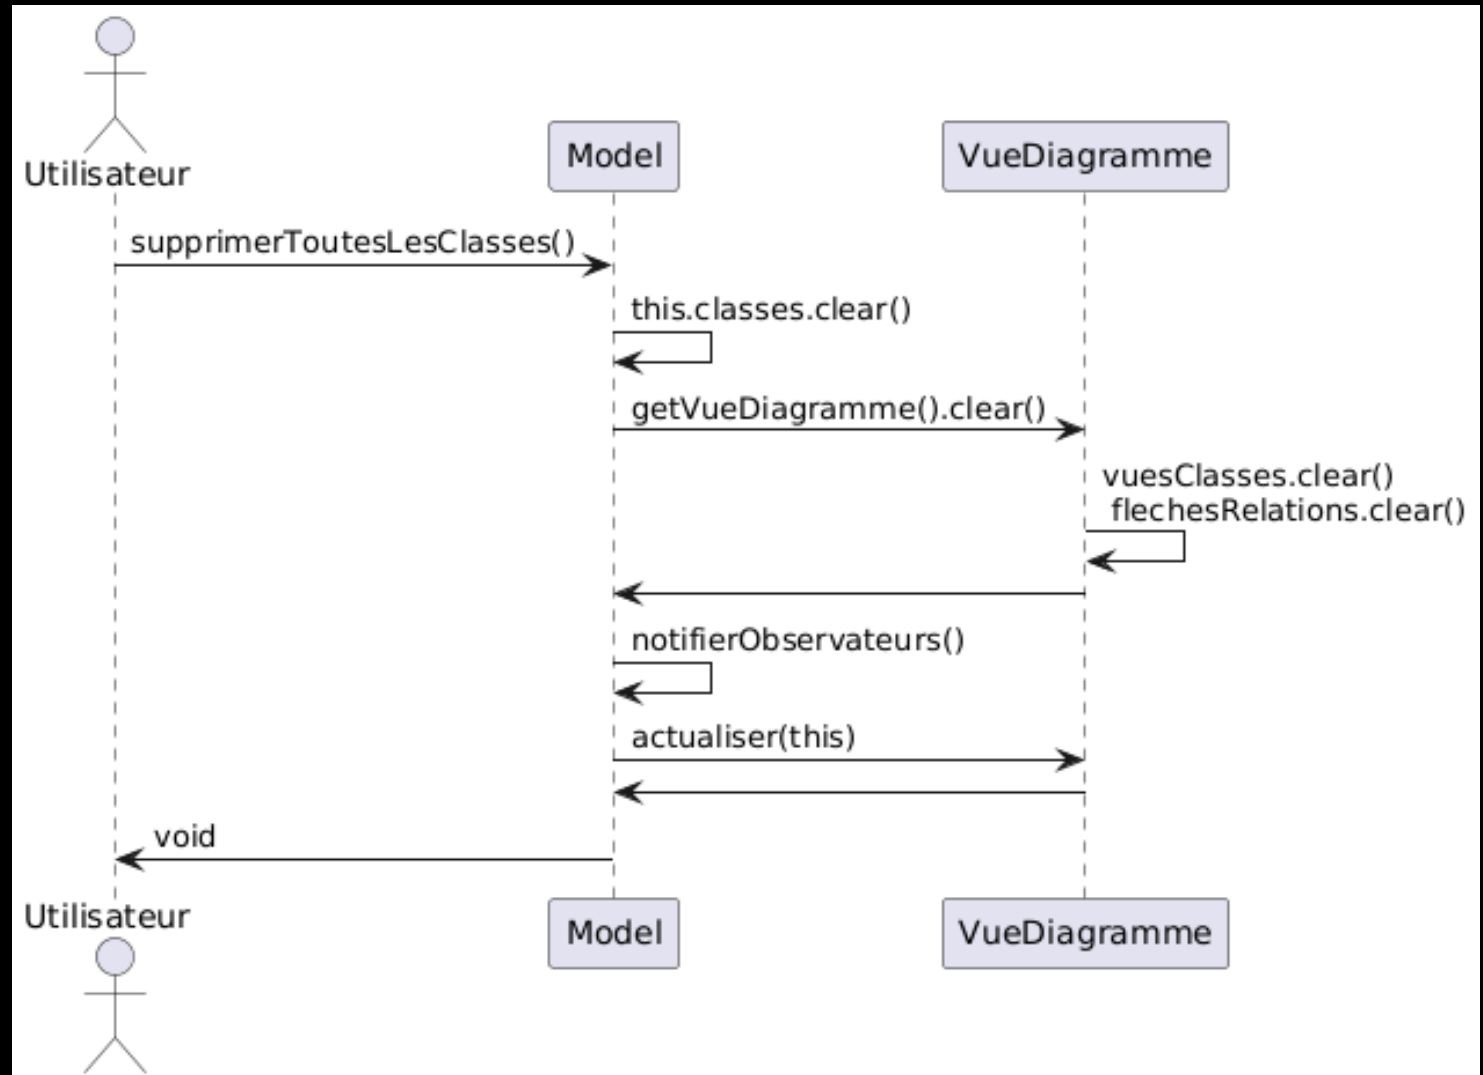 Utilisateur
Model
VueDiagramme
supprimerToutesLesClasses()
this.classes.clear()
getVueDiagramme().clear()
vuesClasses.clear()
flechesRelations.clear()
notifierObservateurs()
actualiser(this)
void
Utilisateur
Model
VueDiagramme